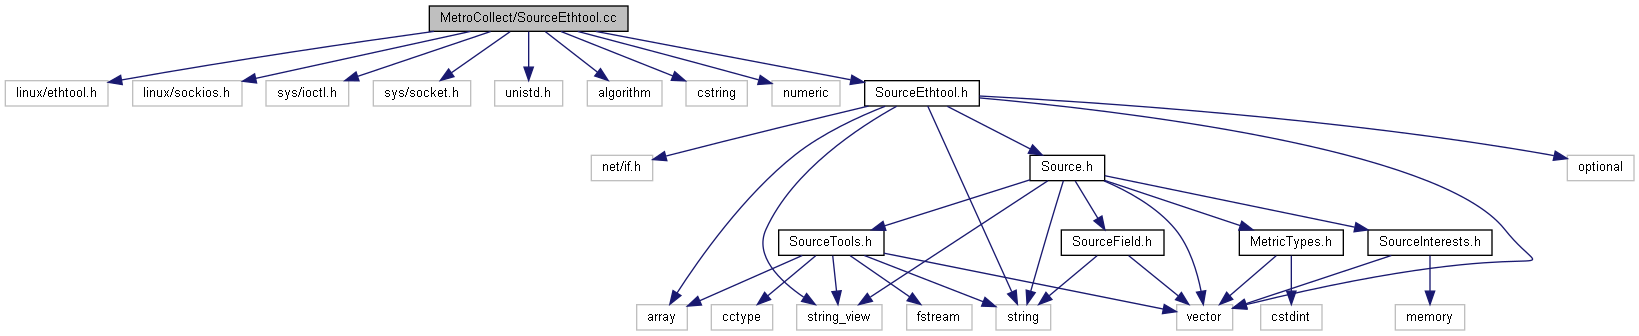 MetroCollect/SourceEthtool.cc
linux/ethtool.h
linux/sockios.h
sys/ioctl.h
sys/socket.h
unistd.h
algorithm
cstring
numeric
SourceEthtool.h
net/if.h
Source.h
optional
SourceTools.h
SourceField.h
MetricTypes.h
SourceInterests.h
array
cctype
string_view
fstream
string
vector
cstdint
memory